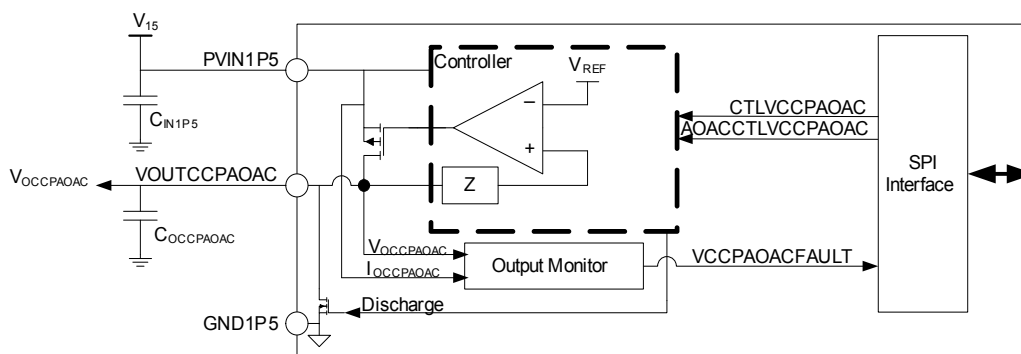 V15
PVIN1P5
CIN1P5
Controller
VREF
−
+
Z
CTLVCCPAOAC
AOACCTLVCCPAOAC
SPI
Interface
VOCCPAOAC
VOUTCCPAOAC
COCCPAOAC
VOCCPAOAC
IOCCPAOAC
Output Monitor
VCCPAOACFAULT
Discharge
GND1P5